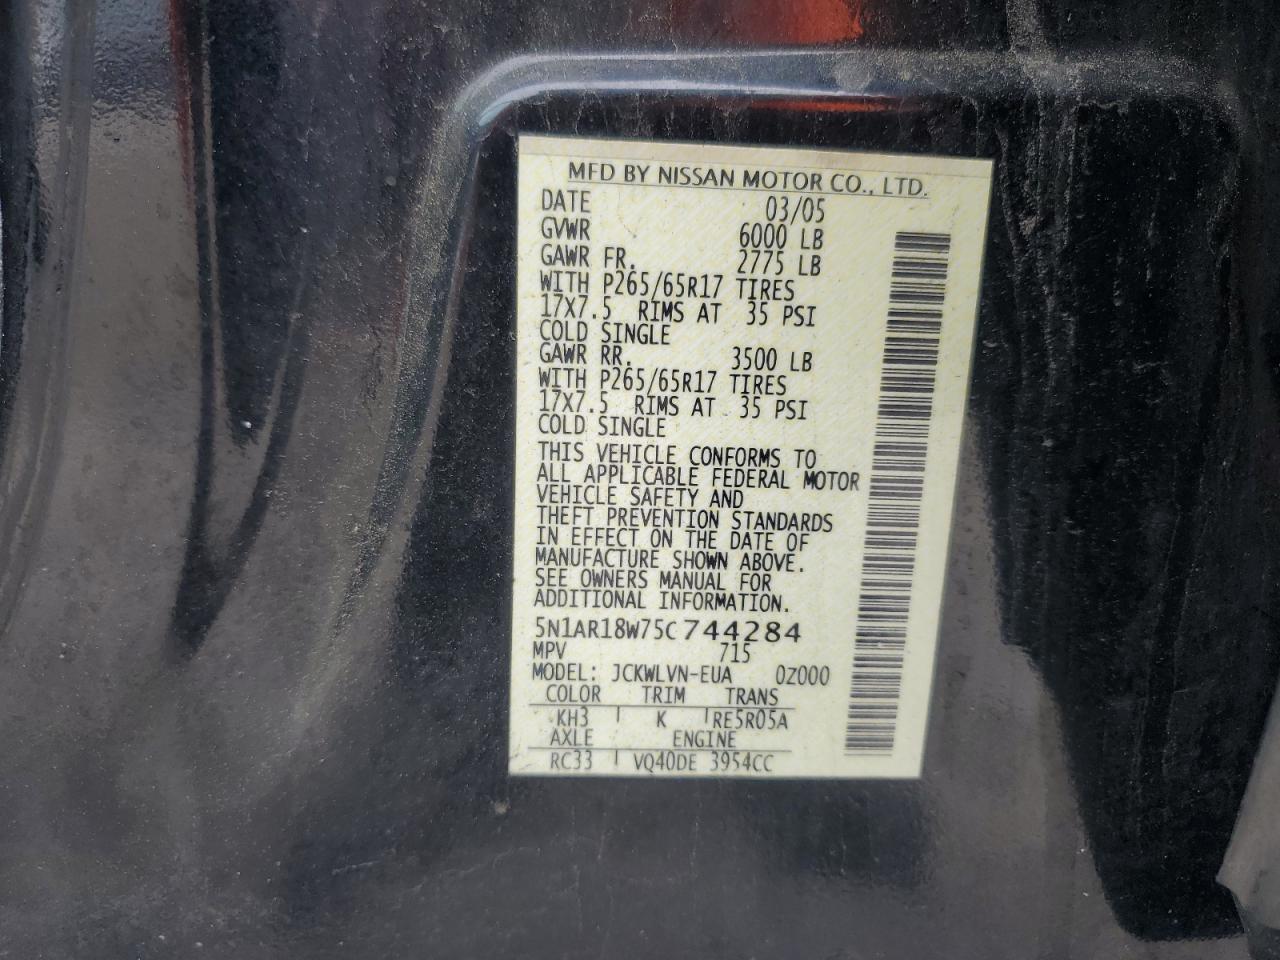 MFD BY NISSAN MOTOR CO., LTD.
DATE 03/05
GVWR 6000 LB
GAWR FR. 2775 LB
WITH P265/65R17 TIRES
17X7.5 RIMS AT 35 PSI
COLD SINGLE
GAWR RR. 3500 LB
WITH P265/65R17 TIRES
17X7.5 RIMS AT 35 PSI
COLD SINGLE
THIS VEHICLE CONFORMS TO
ALL APPLICABLE FEDERAL MOTOR
VEHICLE SAFETY AND
THEFT PREVENTION STANDARDS
IN EFFECT ON THE DATE OF
MANUFACTURE SHOWN ABOVE.
SEE OWNERS MANUAL FOR
ADDITIONAL INFORMATION.
5N1AR18W75C744284
MPV 715
MODEL: JCKWLVN-EUA 0Z000
COLOR TRIM TRANS
KH3 K RE5R05A
AXLE ENGINE
RC33 VQ40DE 3954CC